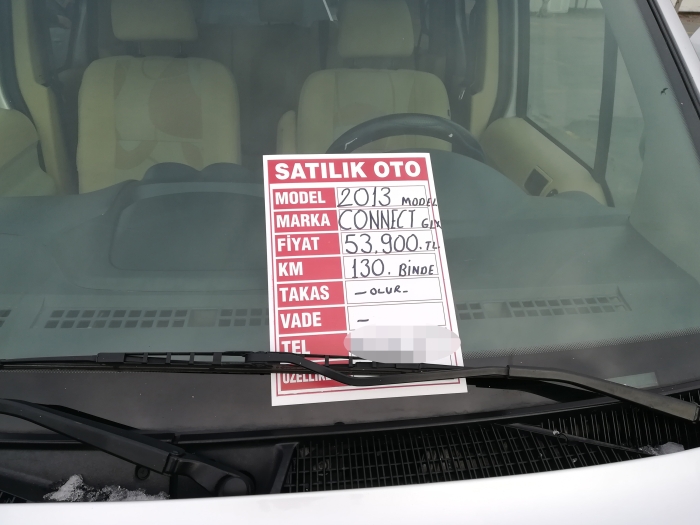 SATILIK OTO
MODEL 2013 MODEL
MARKA CONNECT GLX
FİYAT 53.900.TL
KM 130. BİNDE
TAKAS -OLUR-
VADE -
TEL